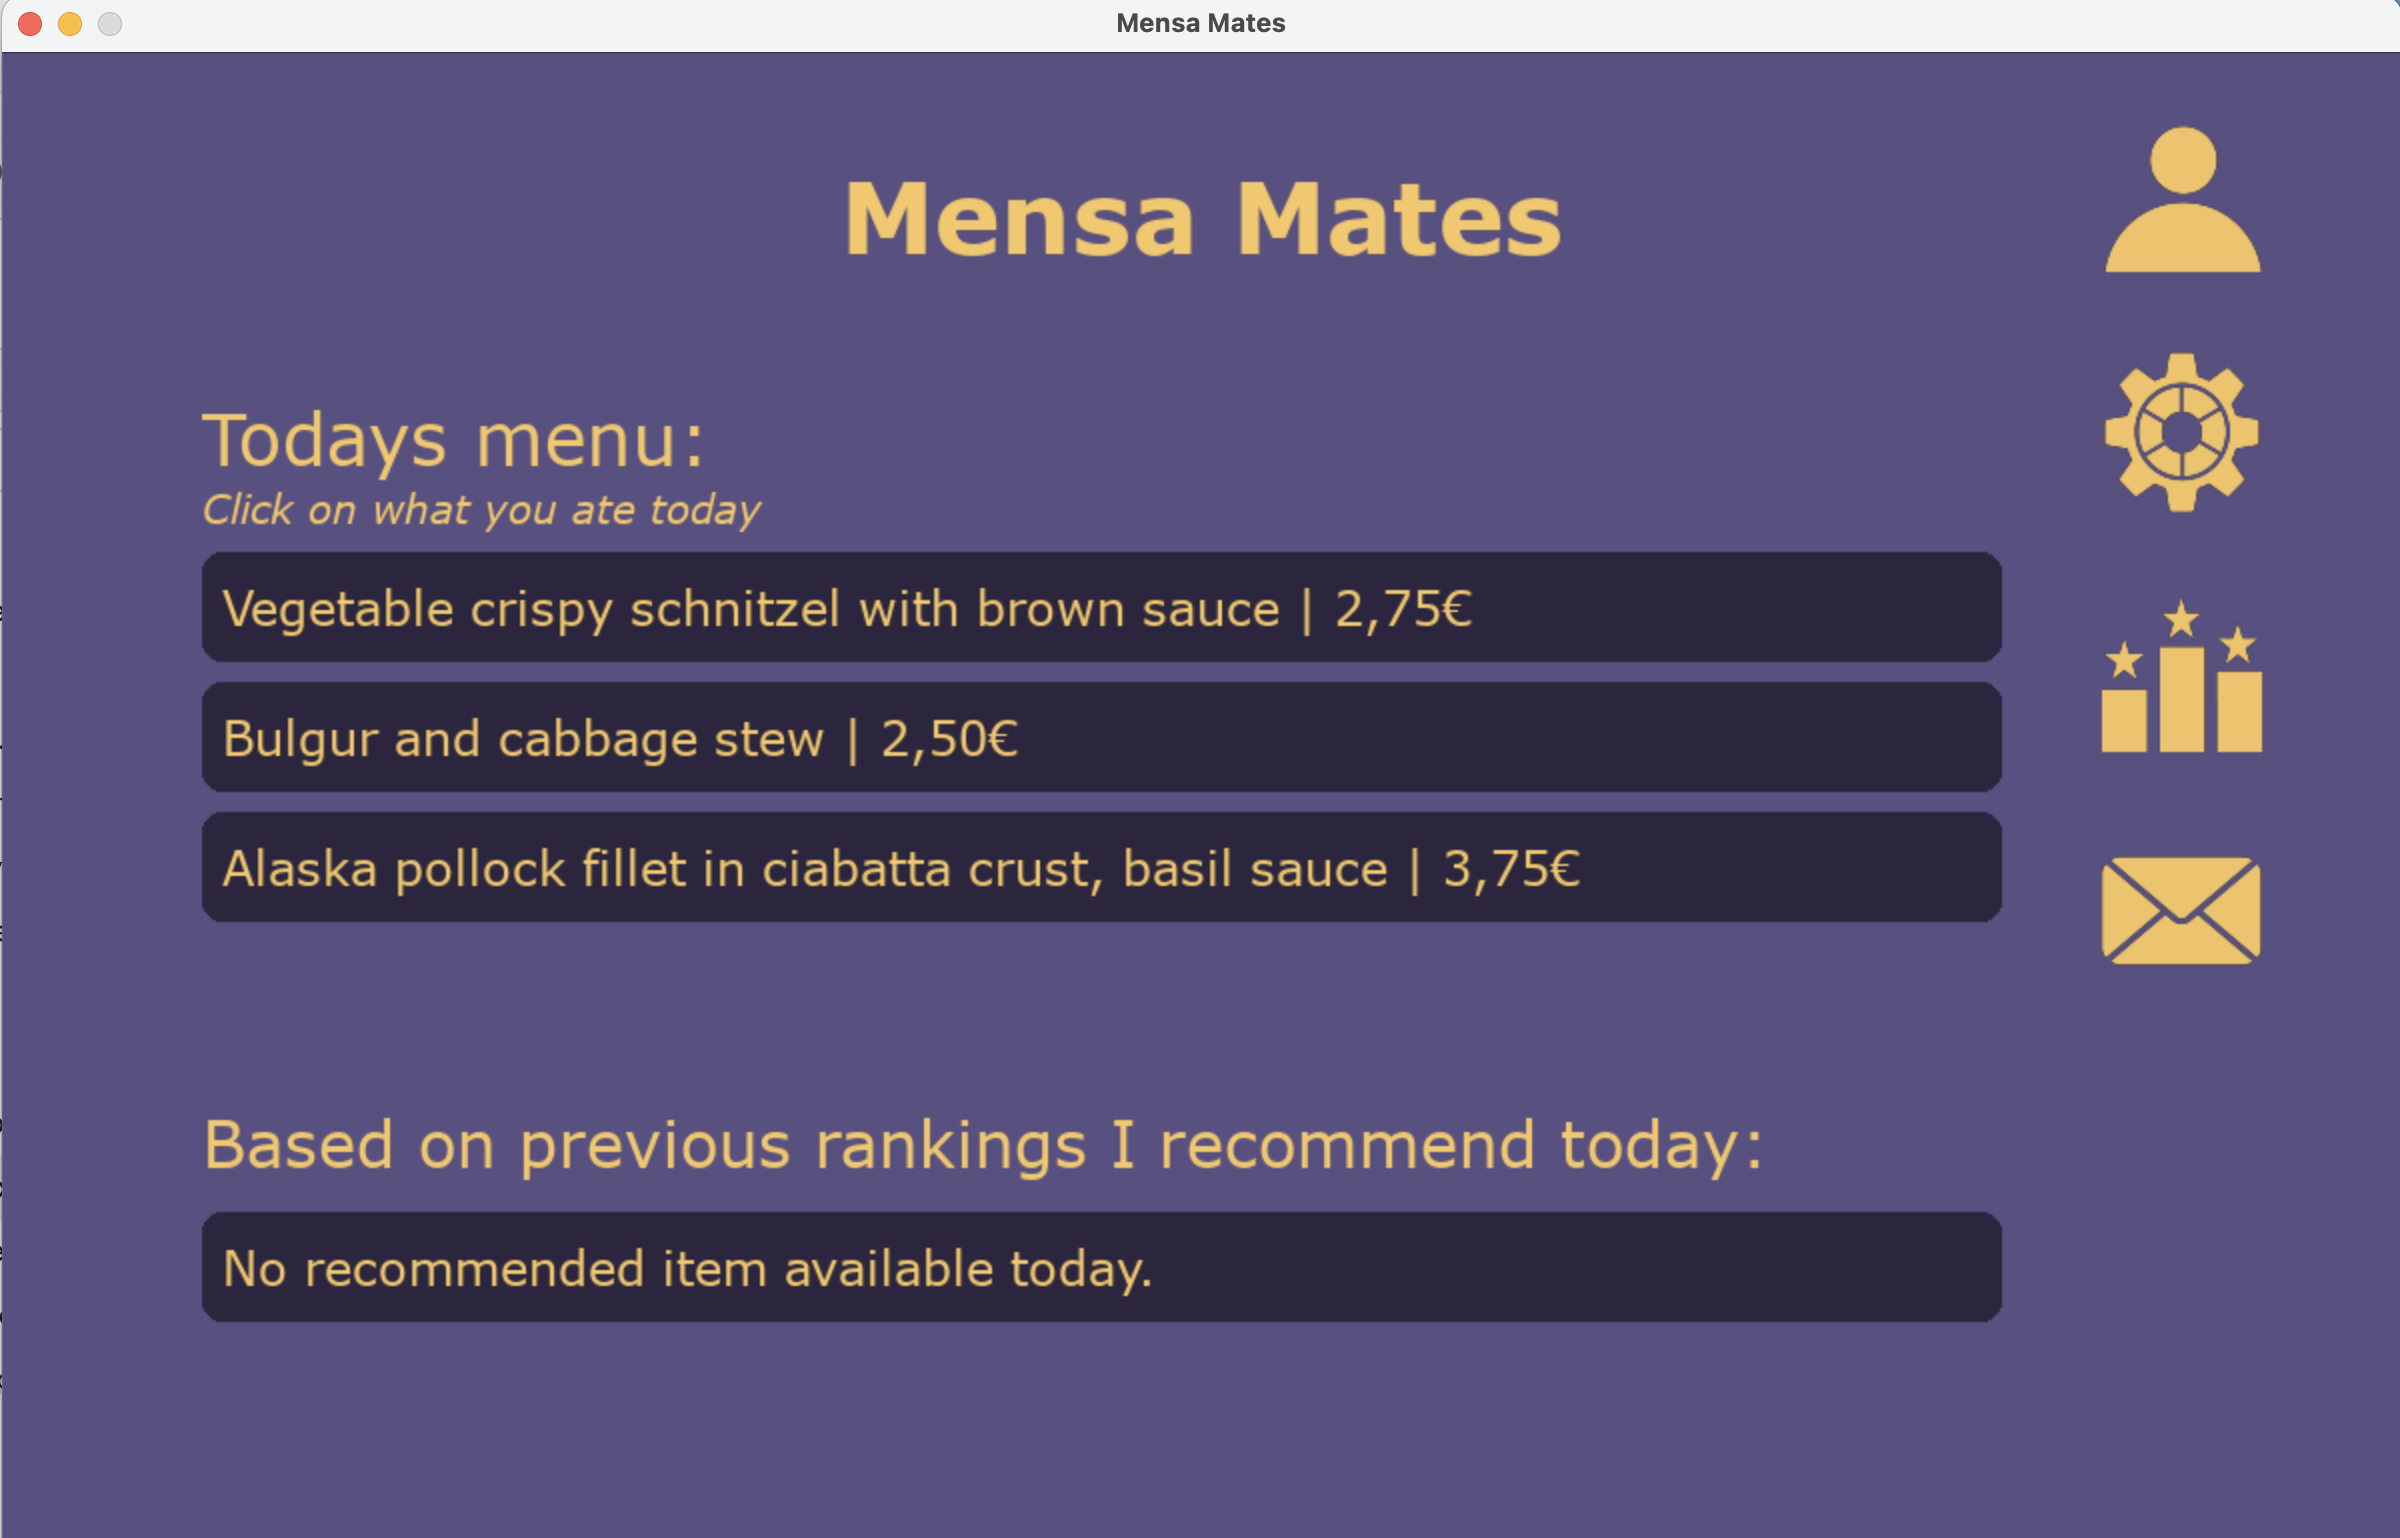 Mensa Mates
Mensa Mates
Todays menu:
Click on what you ate today
Vegetable crispy schnitzel with brown sauce | 2,75€
Bulgur and cabbage stew | 2,50€
Alaska pollock fillet in ciabatta crust, basil sauce | 3,75€
Based on previous rankings I recommend today:
No recommended item available today.